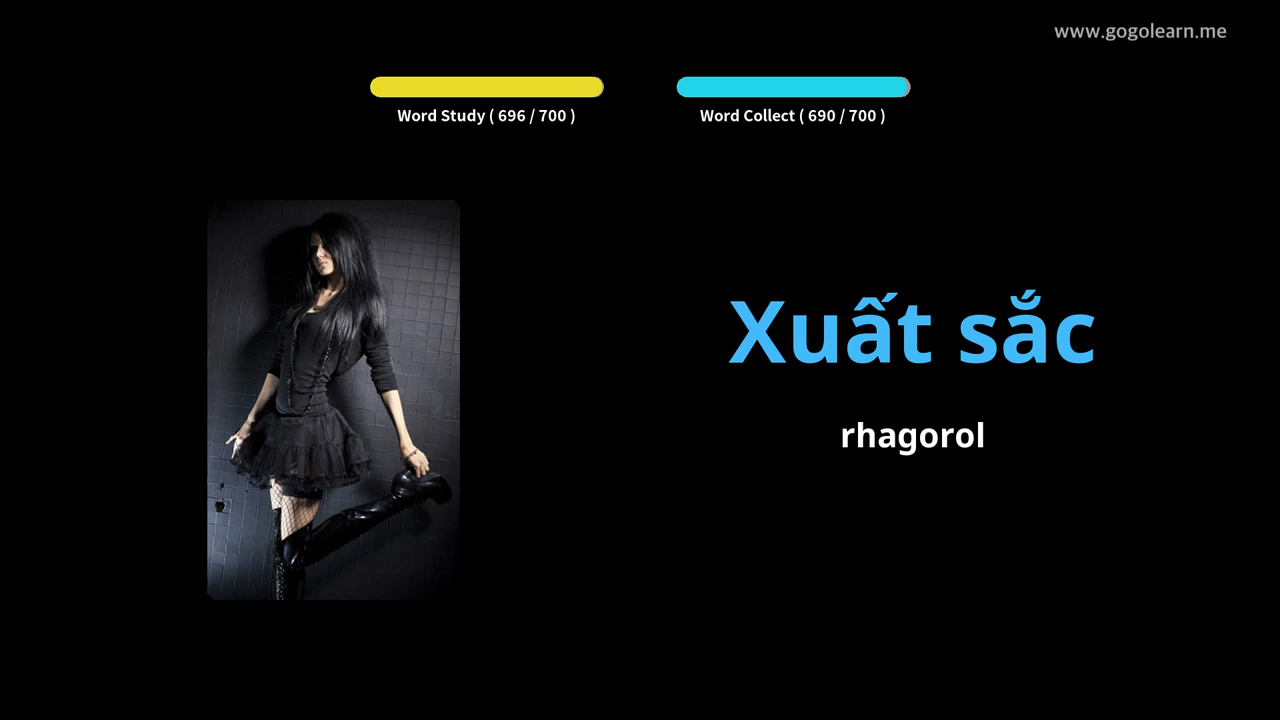 www.gogolearn.me
Word Study ( 696 / 700 )
Word Collect ( 690 / 700 )
Xuất sắc
rhagorol